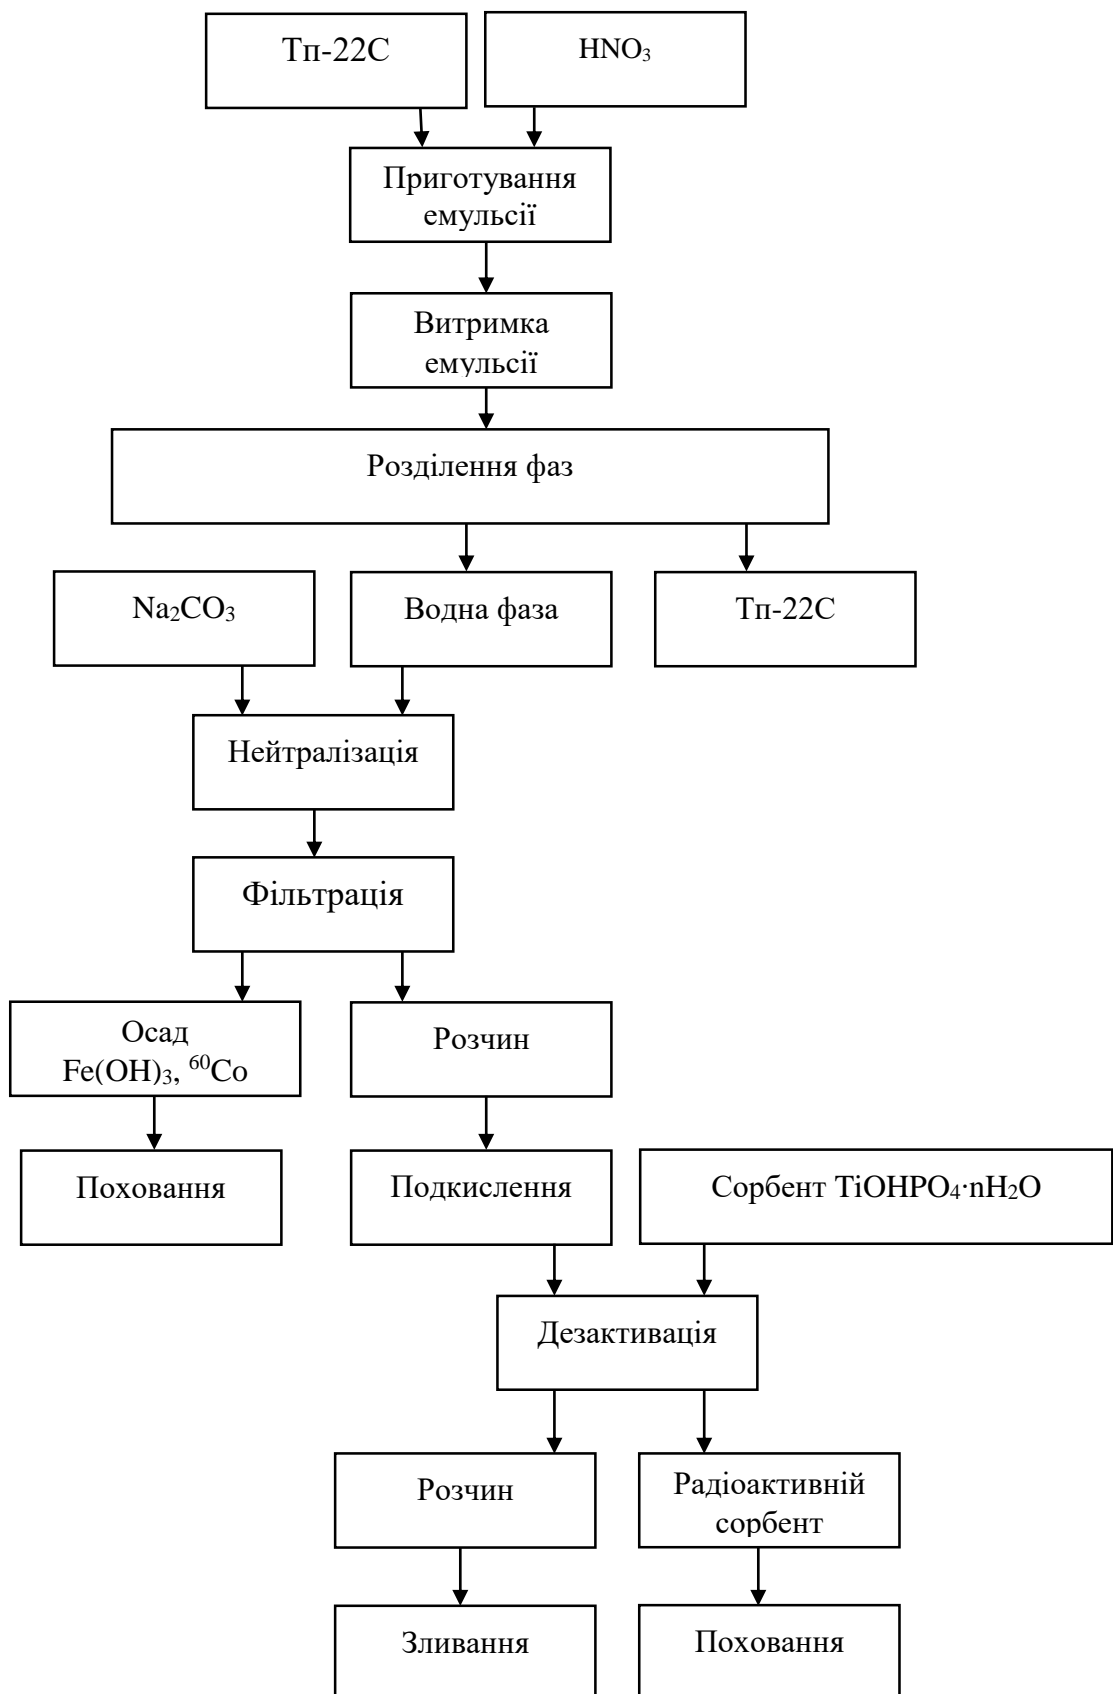 Тп-22С
HNO₃
Приготування
емульсії
Витримка
емульсії
Розділення фаз
Na₂CO₃
Водна фаза
Тп-22С
Нейтралізація
Фільтрація
Осад
Fe(OH)₃, ⁶⁰Co
Розчин
Поховання
Подкислення
Сорбент TiOHPO₄·nH₂O
Дезактивація
Розчин
Радіоактивній
сорбент
Зливання
Поховання